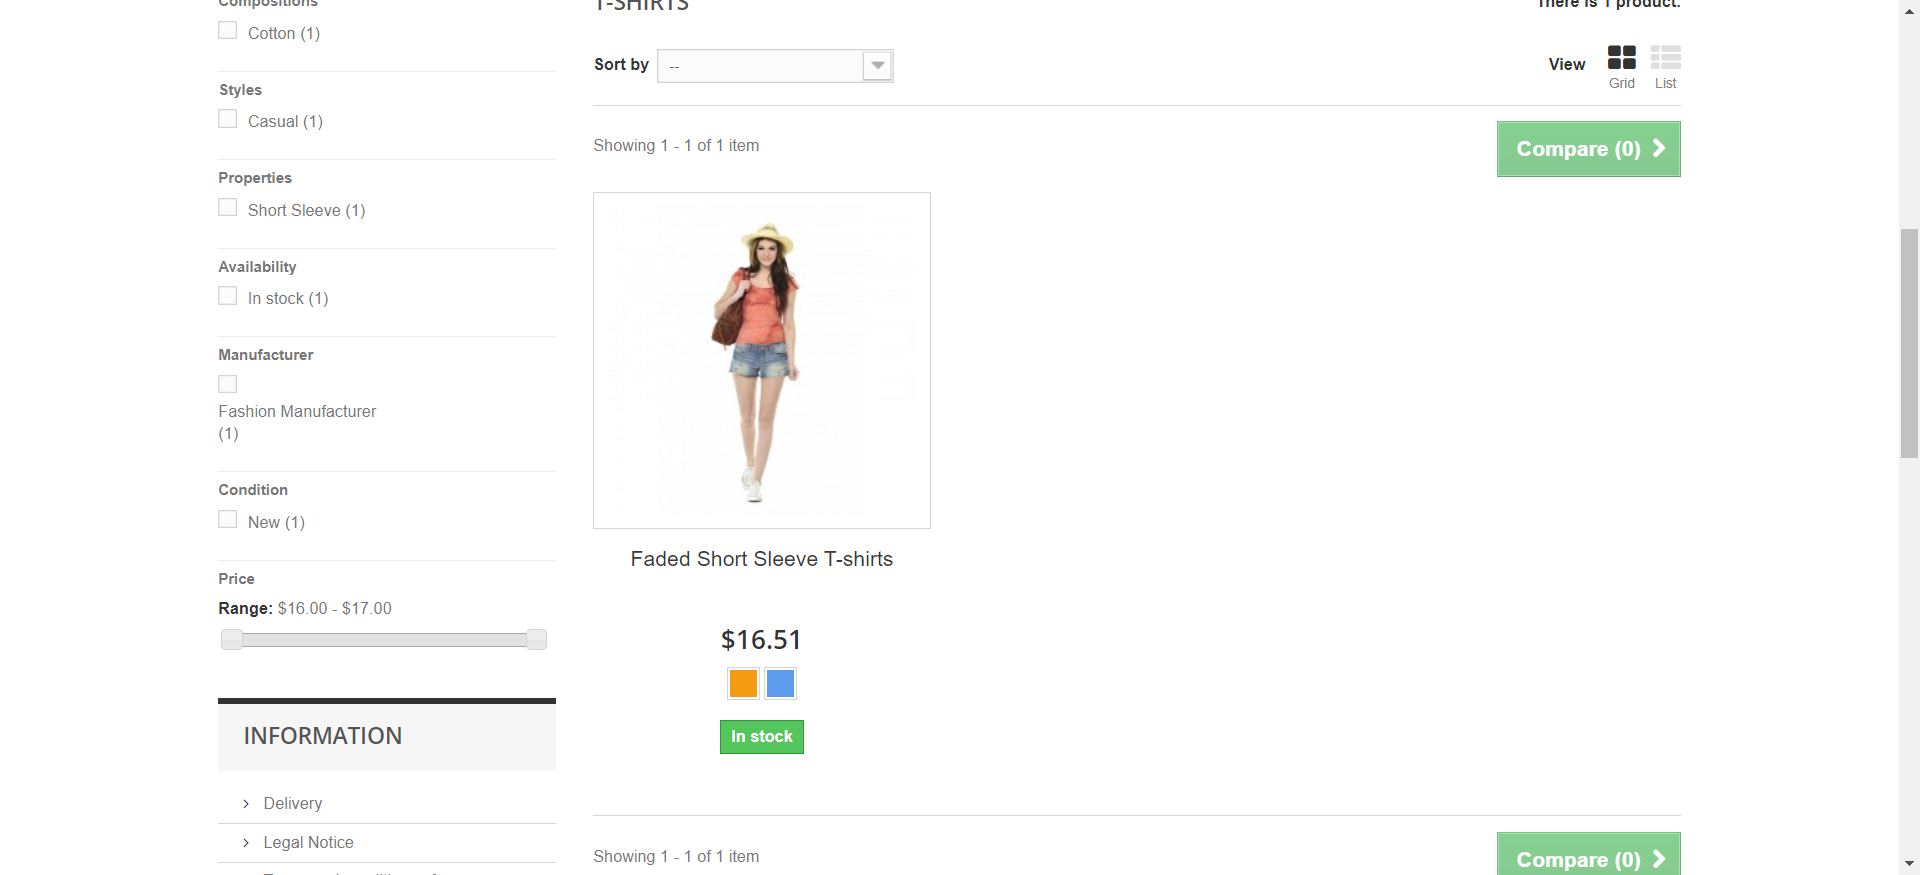 Compositions
Cotton (1)
Styles
Casual (1)
Properties
Short Sleeve (1)
Availability
In stock (1)
Manufacturer
Fashion Manufacturer
(1)
Condition
New (1)
Price
Range: $16.00 - $17.00
INFORMATION
Delivery
Legal Notice
T-SHIRTS
There is 1 product.
Sort by
--
View
Grid
List
Showing 1 - 1 of 1 item
Compare (0)
Faded Short Sleeve T-shirts
$16.51
In stock
Showing 1 - 1 of 1 item
Compare (0)